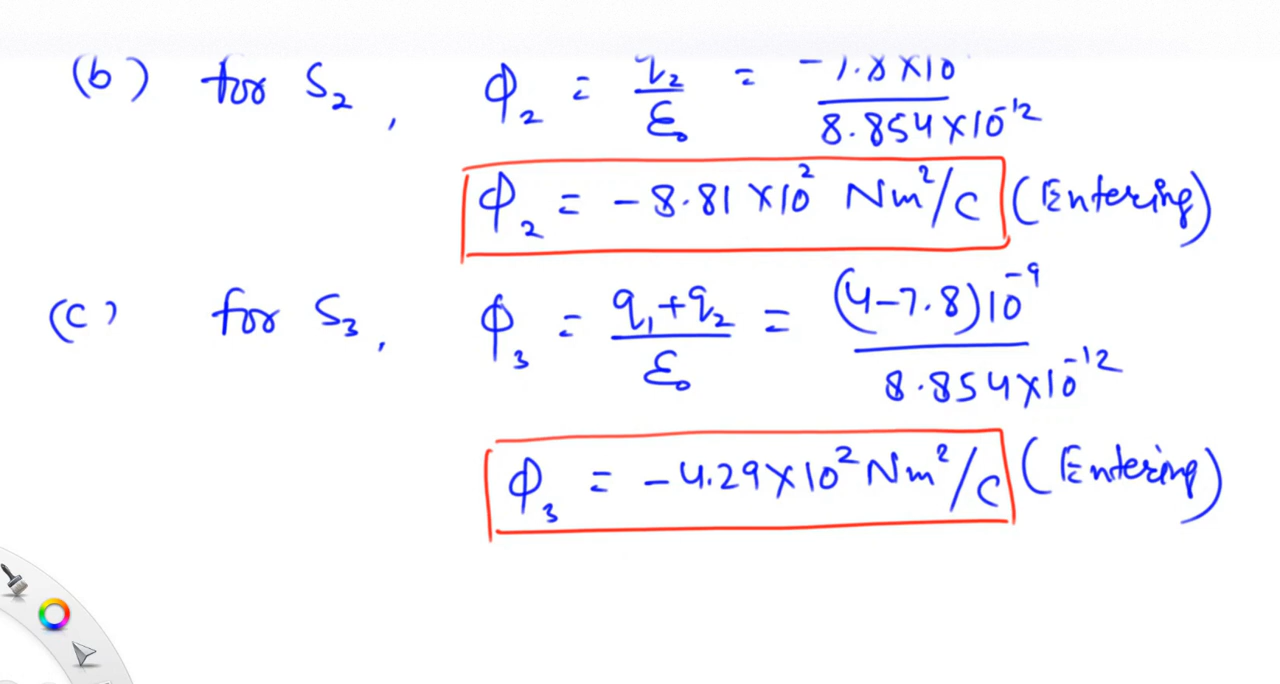 (b) for S₂, Φ₂ = q₂/ε₀ = −7.8×10 / 8.854×10⁻¹²
Φ₂ = −8.81×10² Nm²/C (Entering)
(c) for S₃, Φ₃ = q₁+q₂/ε₀ = (4−7.8)10⁻⁹ / 8.854×10⁻¹²
Φ₃ = −4.29×10² Nm²/C (Entering)